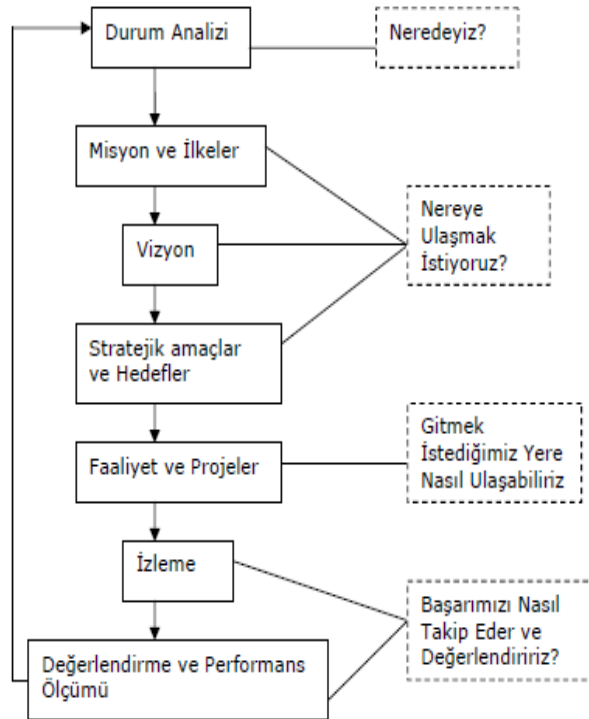 Durum Analizi
Neredeyiz?
Misyon ve İlkeler
Nereye
Ulaşmak
İstiyoruz?
Vizyon
Stratejik amaçlar
ve Hedefler
Gitmek
İstediğimiz Yere
Nasıl Ulaşabiliriz
Faaliyet ve Projeler
İzleme
Başarımızı Nasıl
Takip Eder ve
Değerlendiririz?
Değerlendirme ve Performans
Ölçümü